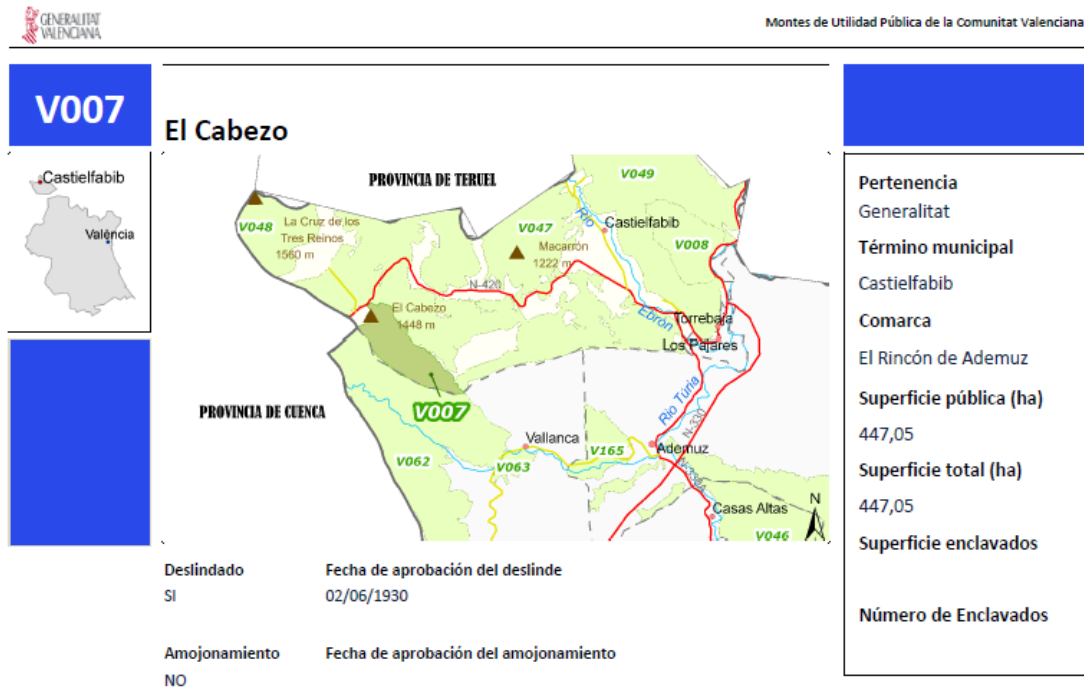 GENERALITAT
VALENCIANA
Montes de Utilidad Pública de la Comunitat Valenciana
V007
El Cabezo
Castielfabib
València
PROVINCIA DE TERUEL
V049
V048
La Cruz de los
Tres Reinos
1560 m
V047
Macarrón
1222 m
Río
Castielfabib
V008
N-420
El Cabezo
1448 m
Ebrón
Torrebaja
Los Pajares
PROVINCIA DE CUENCA
V007
Río Túria
N-330
Vallanca
V165
Ademuz
V062
V063
N-330A
Casas Altas
N
V046
Pertenencia
Generalitat
Término municipal
Castielfabib
Comarca
El Rincón de Ademuz
Superficie pública (ha)
447,05
Superficie total (ha)
447,05
Superficie enclavados
Número de Enclavados
Deslindado Fecha de aprobación del deslinde
SI 02/06/1930
Amojonamiento Fecha de aprobación del amojonamiento
NO